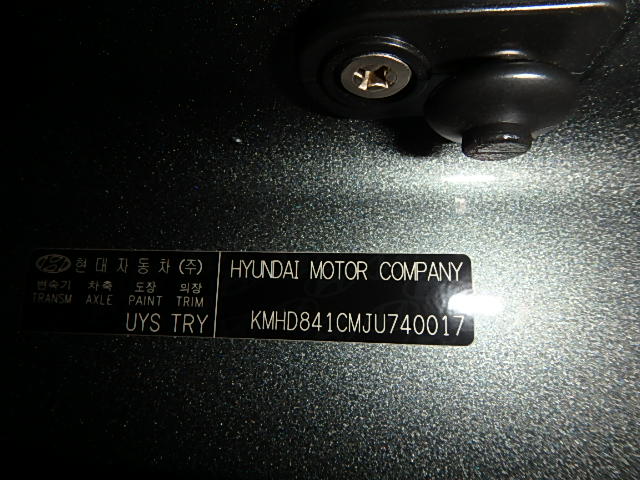 현대자동차(주)
변속기 차축 도장 의장
TRANSM AXLE PAINT TRIM
UYS TRY
HYUNDAI MOTOR COMPANY
KMHD841CMJU740017